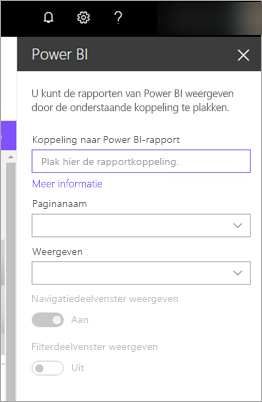 Power BI
U kunt de rapporten van Power BI weergeven
door de onderstaande koppeling te plakken.
Koppeling naar Power BI-rapport
Plak hier de rapportkoppeling.
Meer informatie
Paginanaam
Weergeven
Navigatiedeelvenster weergeven
Aan
Filterdeelvenster weergeven
Uit